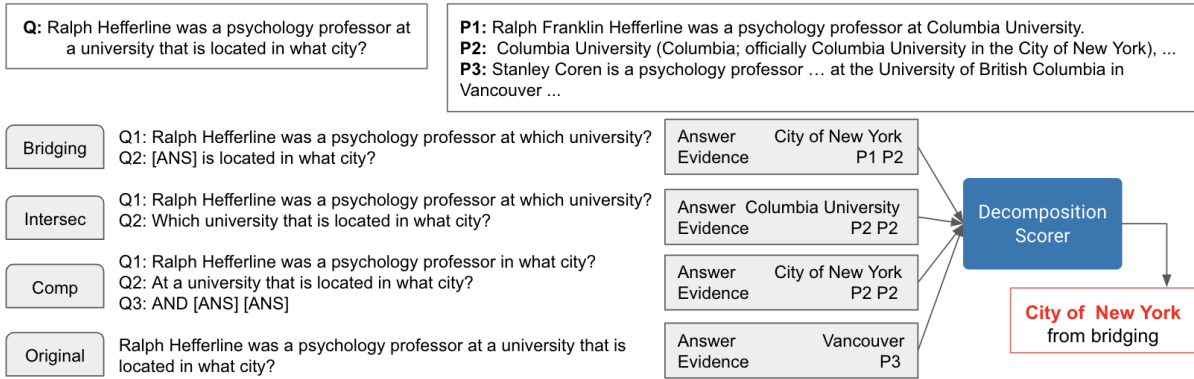 Q: Ralph Hefferline was a psychology professor at
a university that is located in what city?
P1: Ralph Franklin Hefferline was a psychology professor at Columbia University.
P2: Columbia University (Columbia; officially Columbia University in the City of New York), ...
P3: Stanley Coren is a psychology professor … at the University of British Columbia in
Vancouver ...
Bridging
Q1: Ralph Hefferline was a psychology professor at which university?
Q2: [ANS] is located in what city?
Answer City of New York
Evidence P1 P2
Intersec
Q1: Ralph Hefferline was a psychology professor at which university?
Q2: Which university that is located in what city?
Answer Columbia University
Evidence P2 P2
Comp
Q1: Ralph Hefferline was a psychology professor in what city?
Q2: At a university that is located in what city?
Q3: AND [ANS] [ANS]
Answer City of New York
Evidence P2 P2
Original
Ralph Hefferline was a psychology professor at a university that is
located in what city?
Answer Vancouver
Evidence P3
Decomposition
Scorer
City of New York
from bridging